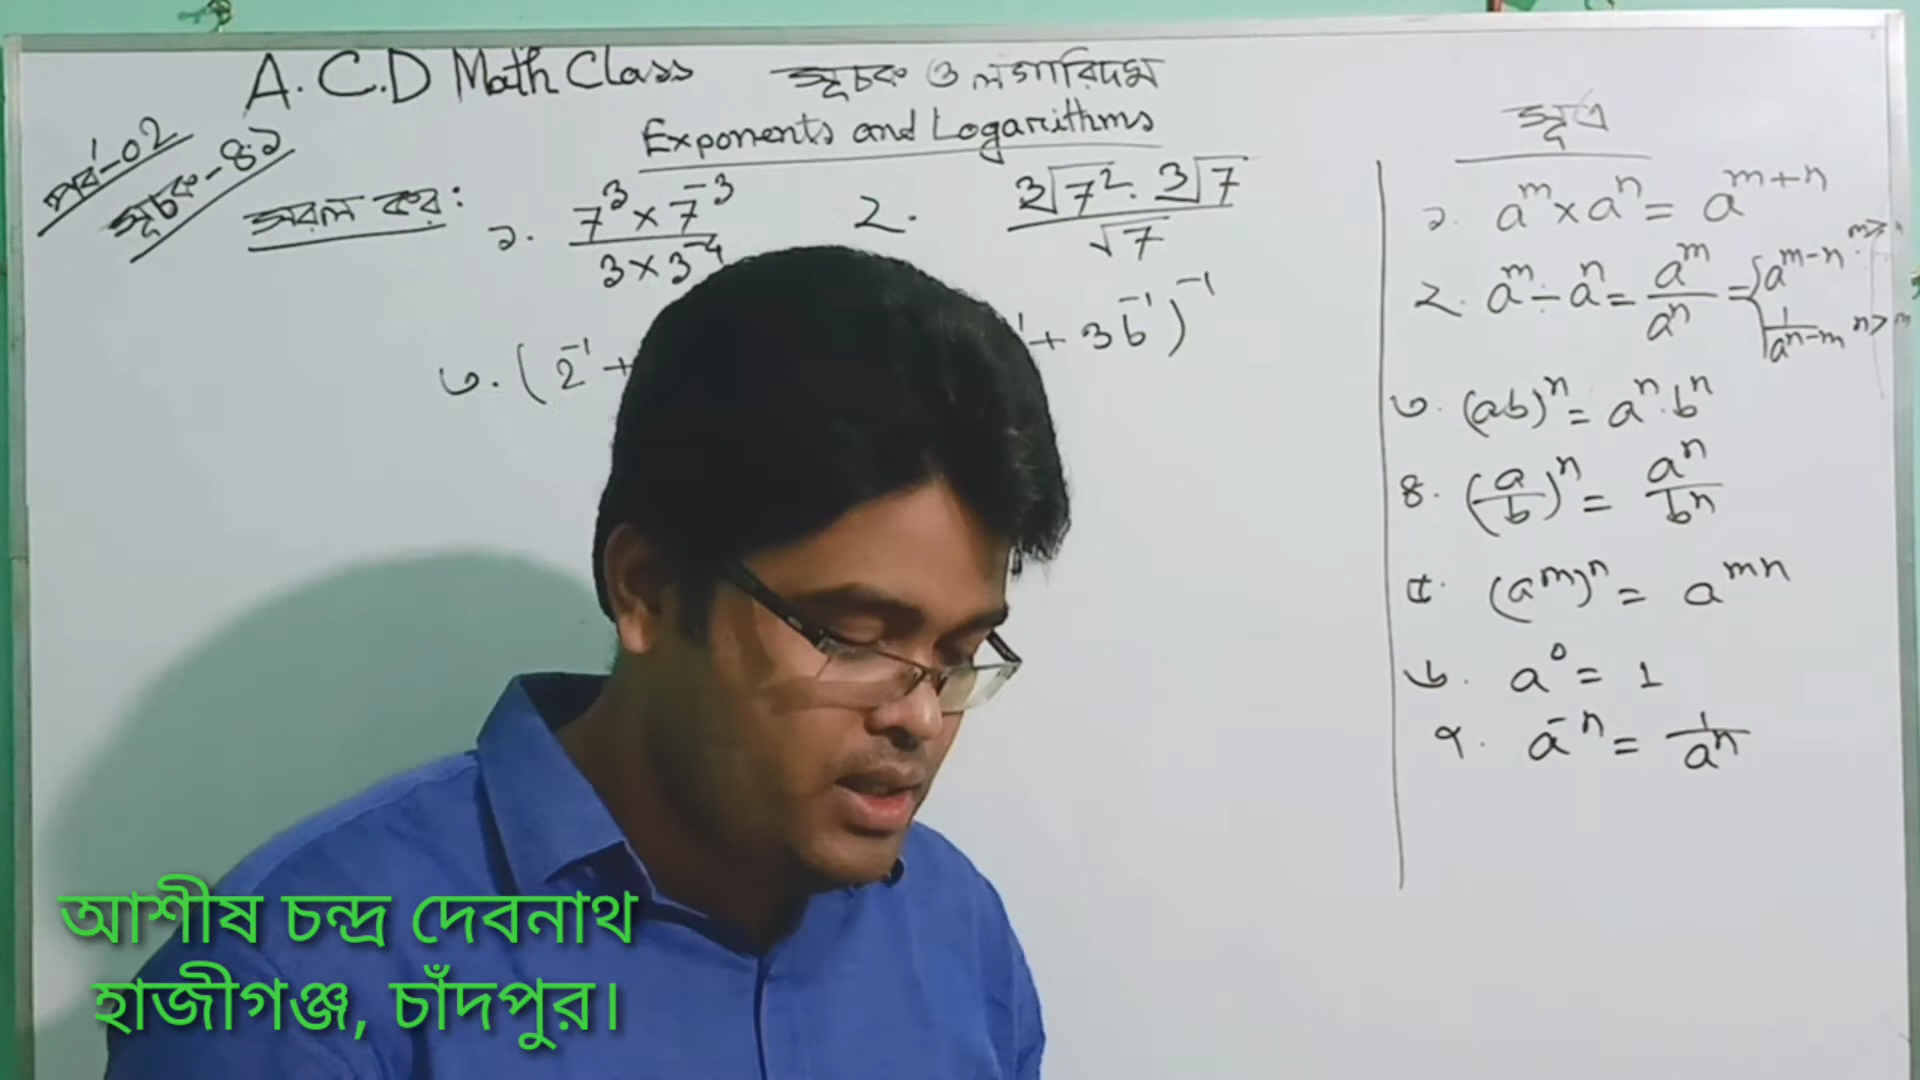 A.C.D Math Class
সূচক ও লগারিদম
Exponents and Logarithms
পর্ব-02
সূচক-৪.১
সরল কর:
১. (7³ × 7⁻³)/(3 × 3⁻⁴)
২. (∛7² · ∛7)/√7
৩. (2⁻¹ +
+ 3b⁻¹)⁻¹
সূত্র
১. aᵐ × aⁿ = aᵐ⁺ⁿ
২. aᵐ ÷ aⁿ = aᵐ/aⁿ = { aᵐ⁻ⁿ m>n
1/aⁿ⁻ᵐ n>m
৩. (ab)ⁿ = aⁿ.bⁿ
৪. (a/b)ⁿ = aⁿ/bⁿ
৫. (aᵐ)ⁿ = aᵐⁿ
৬. a⁰ = 1
৭. a⁻ⁿ = 1/aⁿ
আশীষ চন্দ্র দেবনাথ
হাজীগঞ্জ, চাঁদপুর।